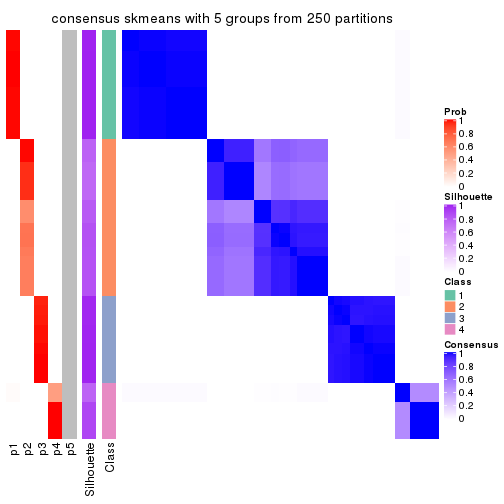 consensus skmeans with 5 groups from 250 partitions
Prob
1
0.8
0.6
0.4
0.2
0
Silhouette
1
0.8
0.6
0.4
0.2
0
Class
1
2
3
4
Consensus
1
0.8
0.6
0.4
0.2
0
p1
p2
p3
p4
p5
Silhouette
Class